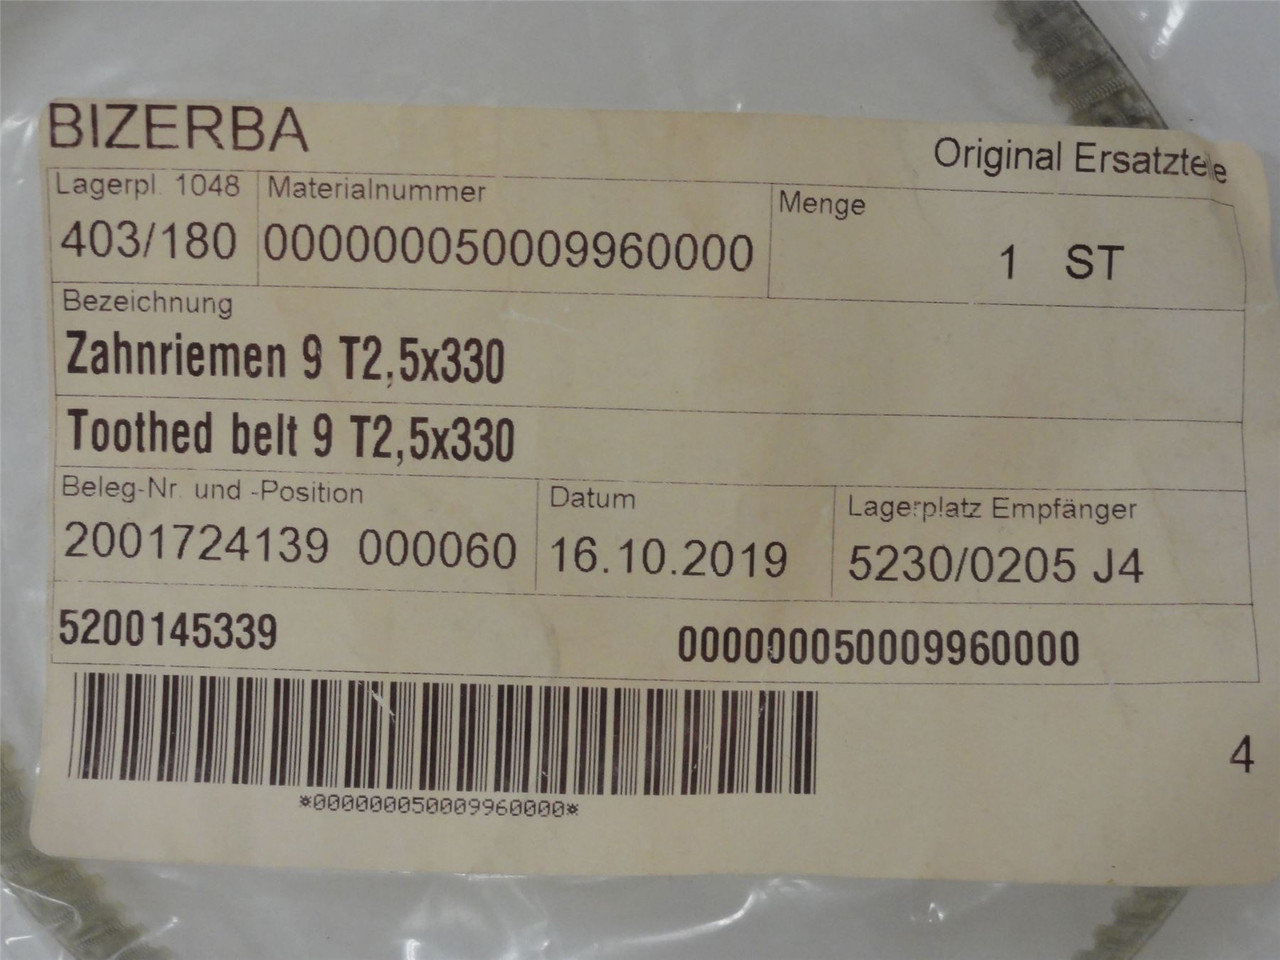 BIZERBA
Original Ersatzteile
Lagerpl. 1048 Materialnummer Menge
403/180 000000050009960000 1 ST
Bezeichnung
Zahnriemen 9 T2,5x330
Toothed belt 9 T2,5x330
Beleg-Nr. und -Position Datum Lagerplatz Empfänger
2001724139 000060 16.10.2019 5230/0205 J4
5200145339 000000050009960000
*000000050009960000*
4